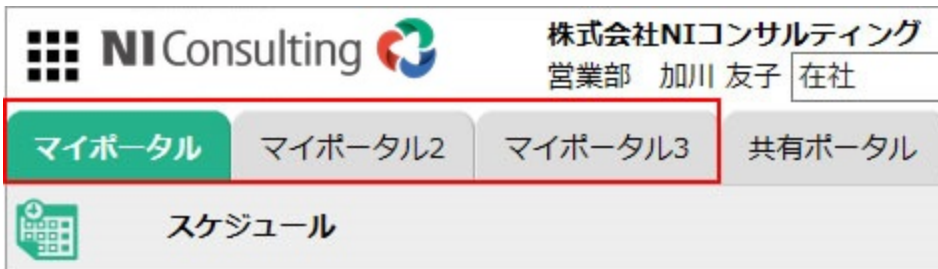 NI Consulting
株式会社NIコンサルティング
営業部 加川 友子 在社
マイポータル マイポータル2 マイポータル3 共有ポータル
スケジュール